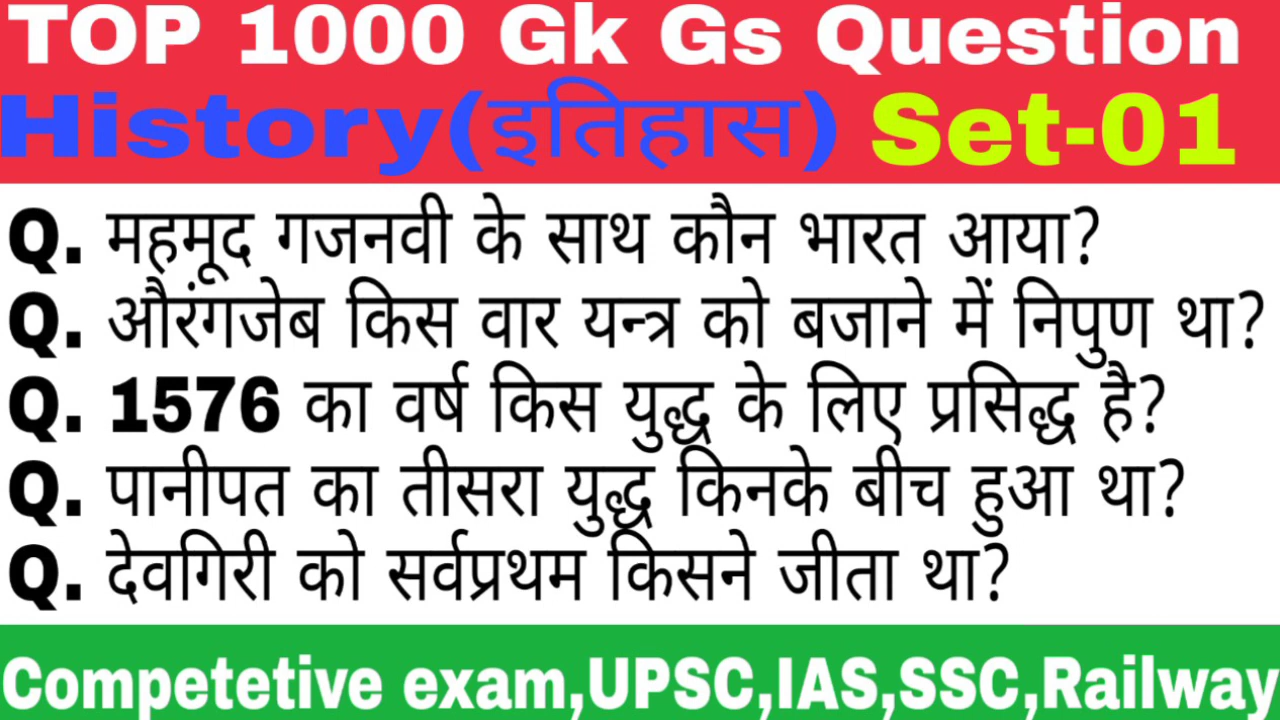 TOP 1000 Gk Gs Question
History(इतिहास) Set-01
Q. महमूद गजनवी के साथ कौन भारत आया?
Q. औरंगजेब किस वार यन्त्र को बजाने में निपुण था?
Q. 1576 का वर्ष किस युद्ध के लिए प्रसिद्ध है?
Q. पानीपत का तीसरा युद्ध किनके बीच हुआ था?
Q. देवगिरी को सर्वप्रथम किसने जीता था?
Competetive exam,UPSC,IAS,SSC,Railway